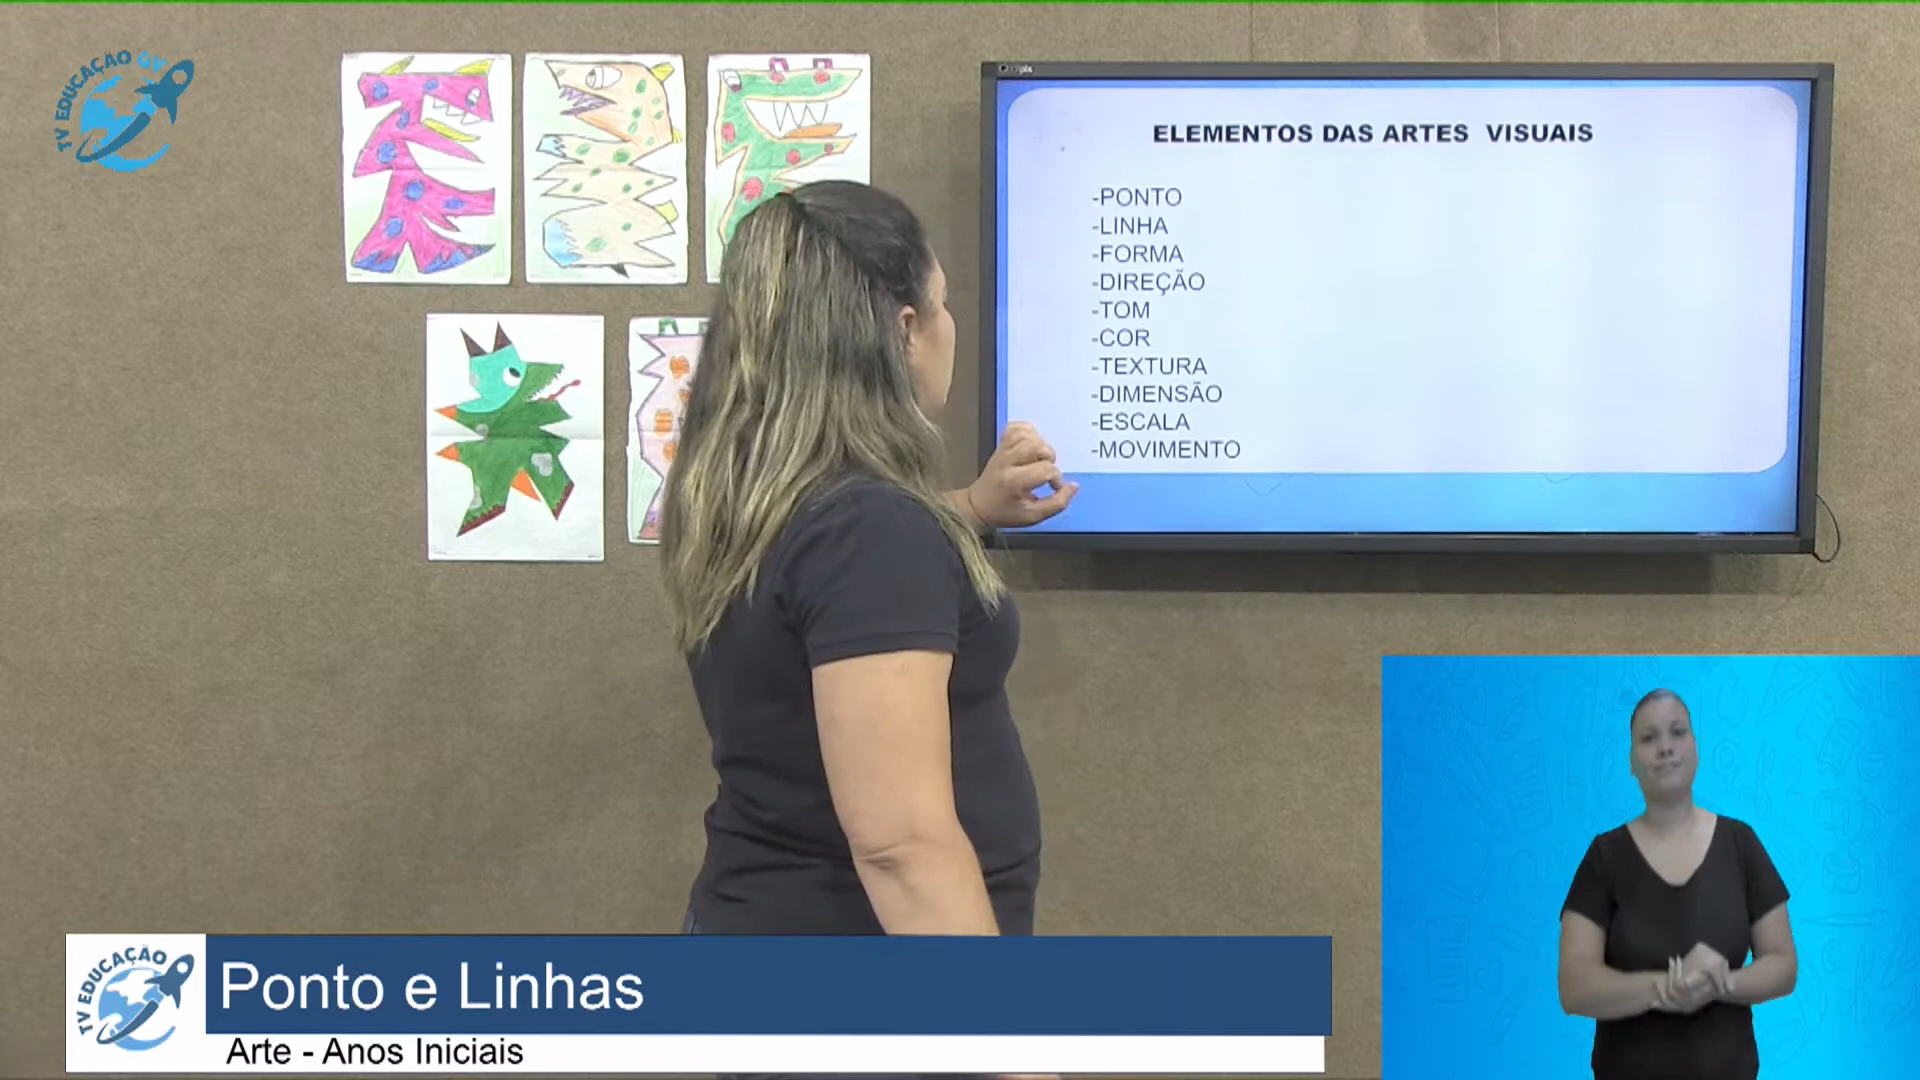 TV EDUCAÇÃO QV
ELEMENTOS DAS ARTES VISUAIS
-PONTO
-LINHA
-FORMA
-DIREÇÃO
-TOM
-COR
-TEXTURA
-DIMENSÃO
-ESCALA
-MOVIMENTO
TV EDUCAÇÃO
Ponto e Linhas
Arte - Anos Iniciais